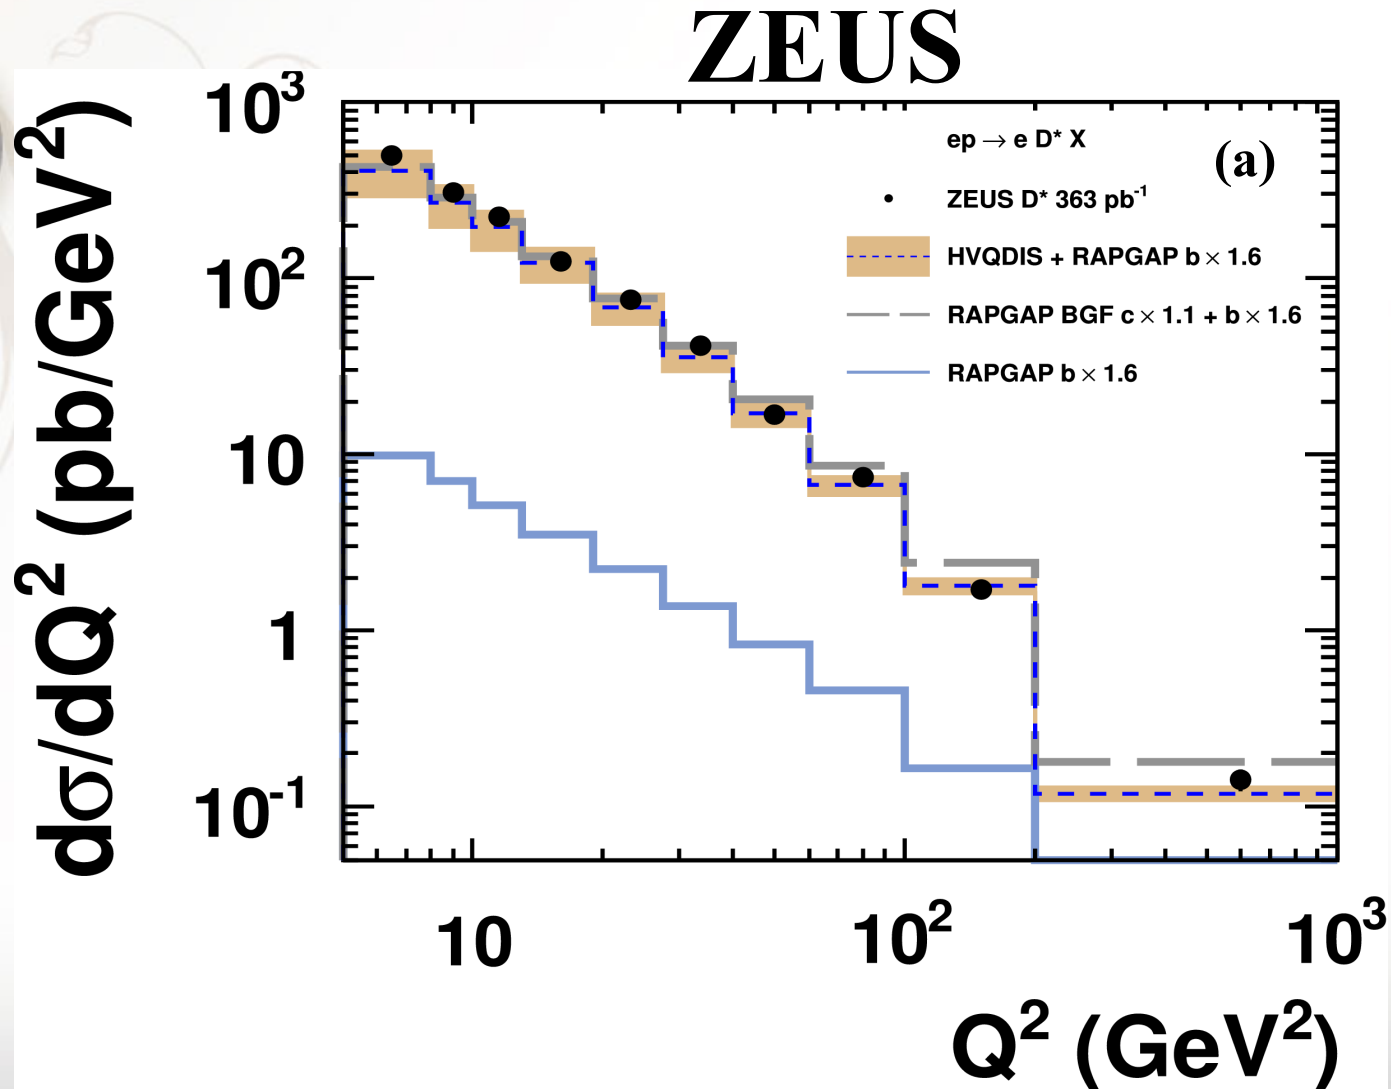 ZEUS
dσ/dQ² (pb/GeV²)
10³
10²
10
1
10⁻¹
ep → e D* X
(a)
ZEUS D* 363 pb⁻¹
HVQDIS + RAPGAP b × 1.6
RAPGAP BGF c × 1.1 + b × 1.6
RAPGAP b × 1.6
10
10²
10³
Q² (GeV²)